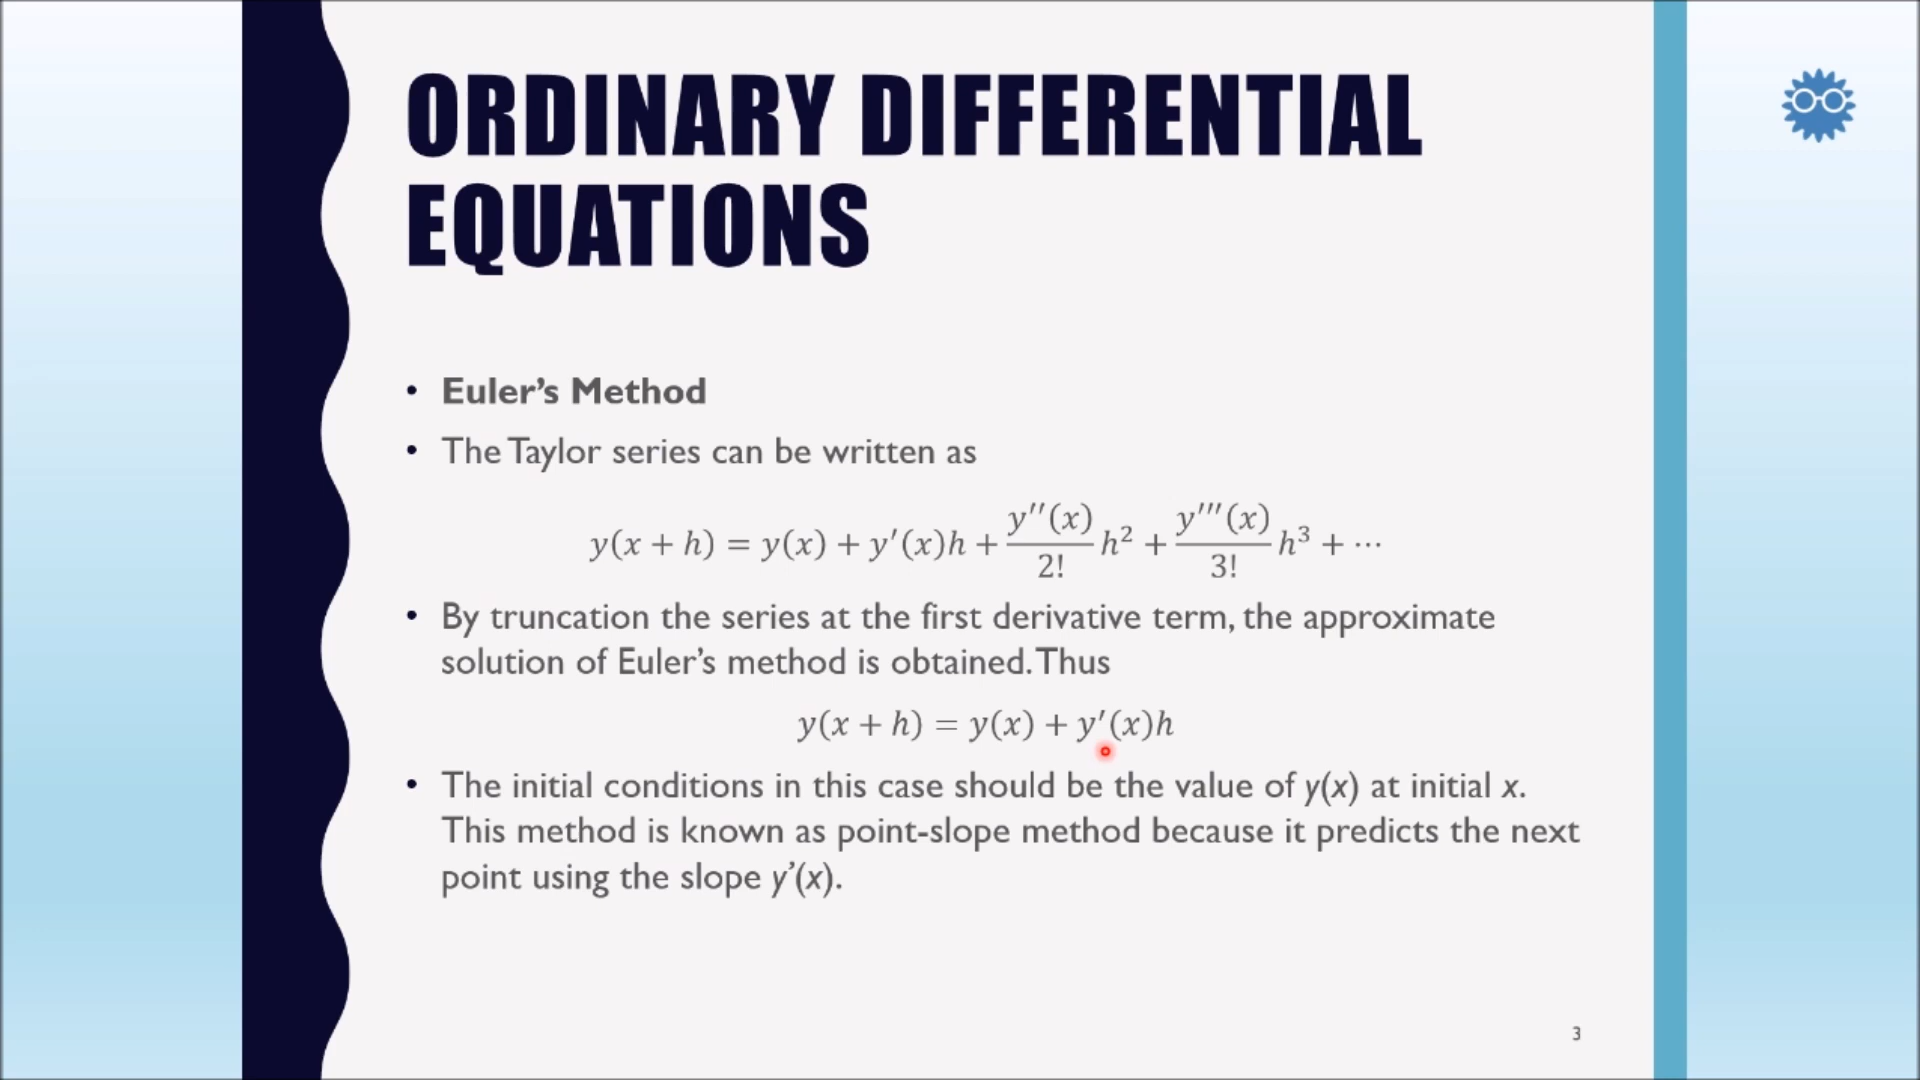 ORDINARY DIFFERENTIAL
EQUATIONS
• Euler’s Method
• The Taylor series can be written as
y(x + h) = y(x) + y′(x)h + y′′(x)/2! h² + y′′′(x)/3! h³ + ⋯
• By truncation the series at the first derivative term, the approximate
solution of Euler’s method is obtained. Thus
y(x + h) = y(x) + y′(x)h
• The initial conditions in this case should be the value of y(x) at initial x.
This method is known as point-slope method because it predicts the next
point using the slope y’(x).
3